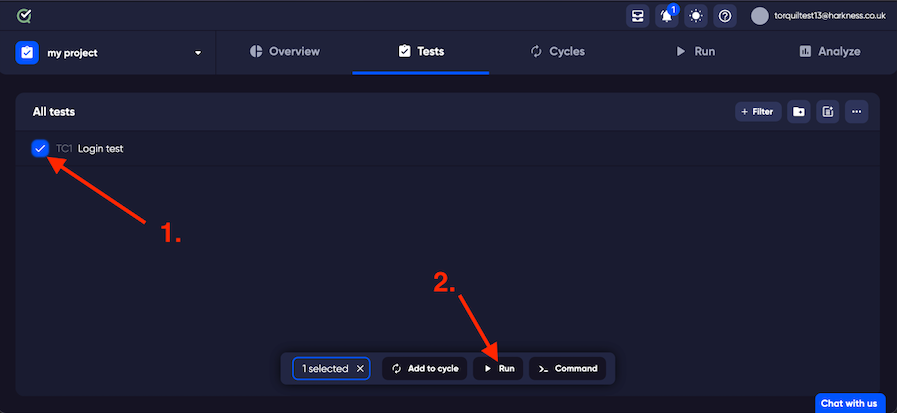 1
torquiltest13@harkness.co.uk
my project
Overview
Tests
Cycles
Run
Analyze
All tests
+ Filter
TC1 Login test
1.
2.
1 selected
Add to cycle
Run
Command
Chat with us